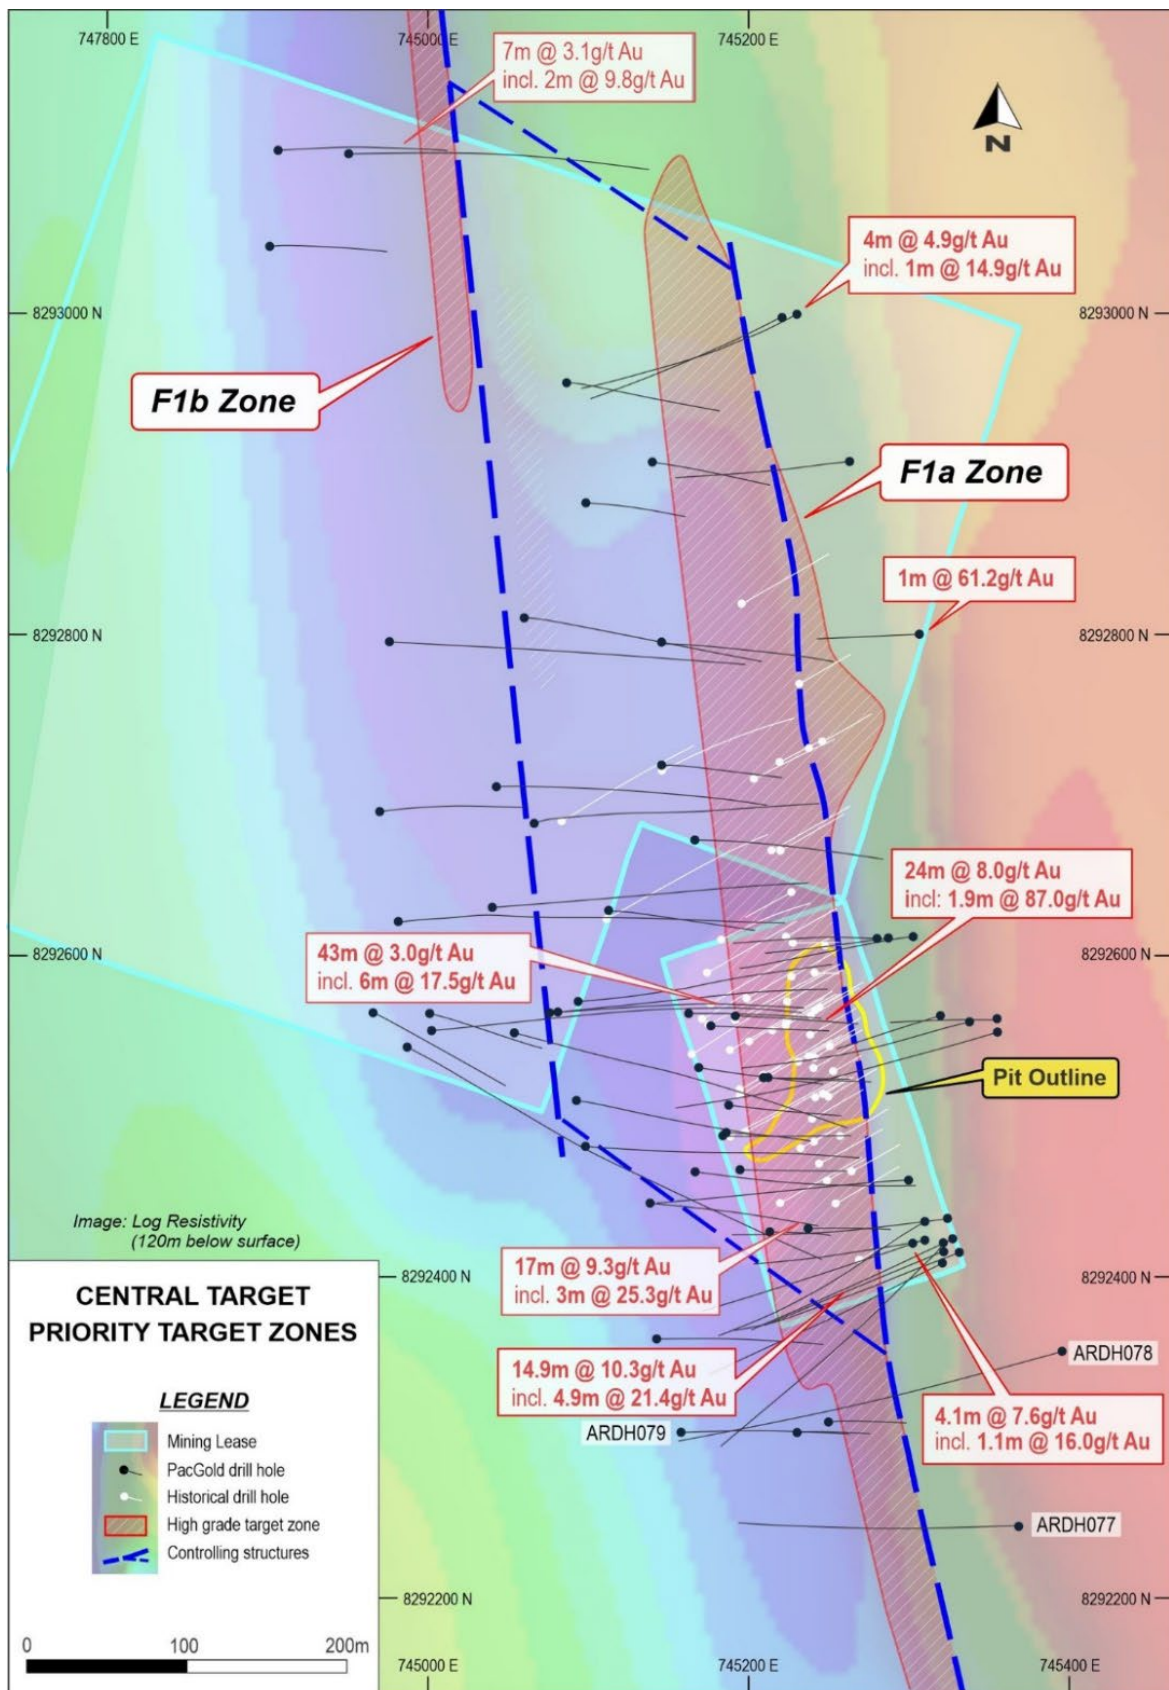 747800 E
745000 E
745200 E
7m @ 3.1g/t Au
incl. 2m @ 9.8g/t Au
N
4m @ 4.9g/t Au
incl. 1m @ 14.9g/t Au
8293000 N
8293000 N
F1b Zone
F1a Zone
1m @ 61.2g/t Au
8292800 N
8292800 N
24m @ 8.0g/t Au
incl: 1.9m @ 87.0g/t Au
43m @ 3.0g/t Au
incl. 6m @ 17.5g/t Au
8292600 N
8292600 N
Pit Outline
Image: Log Resistivity
(120m below surface)
17m @ 9.3g/t Au
incl. 3m @ 25.3g/t Au
8292400 N
8292400 N
CENTRAL TARGET
PRIORITY TARGET ZONES
14.9m @ 10.3g/t Au
incl. 4.9m @ 21.4g/t Au
ARDH078
ARDH079
4.1m @ 7.6g/t Au
incl. 1.1m @ 16.0g/t Au
LEGEND
Mining Lease
PacGold drill hole
Historical drill hole
High grade target zone
Controlling structures
ARDH077
8292200 N
8292200 N
0 100 200m
745000 E
745200 E
745400 E